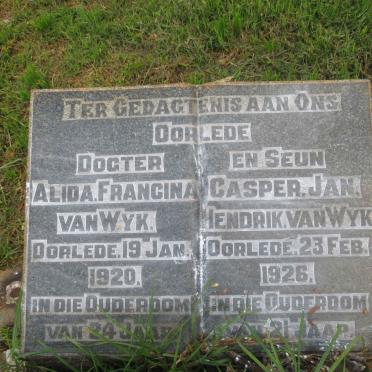 TER GEDAGTENIS AAN ONS
OORLEDE
DOGTER EN SEUN
ALIDA. FRANCINA CASPER. JAN.
VAN WYK. HENDRIK. VAN WYK
OORLEDE. 19 JAN. OORLEDE. 23 FEB.
1920. 1926.
IN DIE OUDERDOM IN DIE OUDERDOM
VAN 24 JAAR VAN 21 JAAR